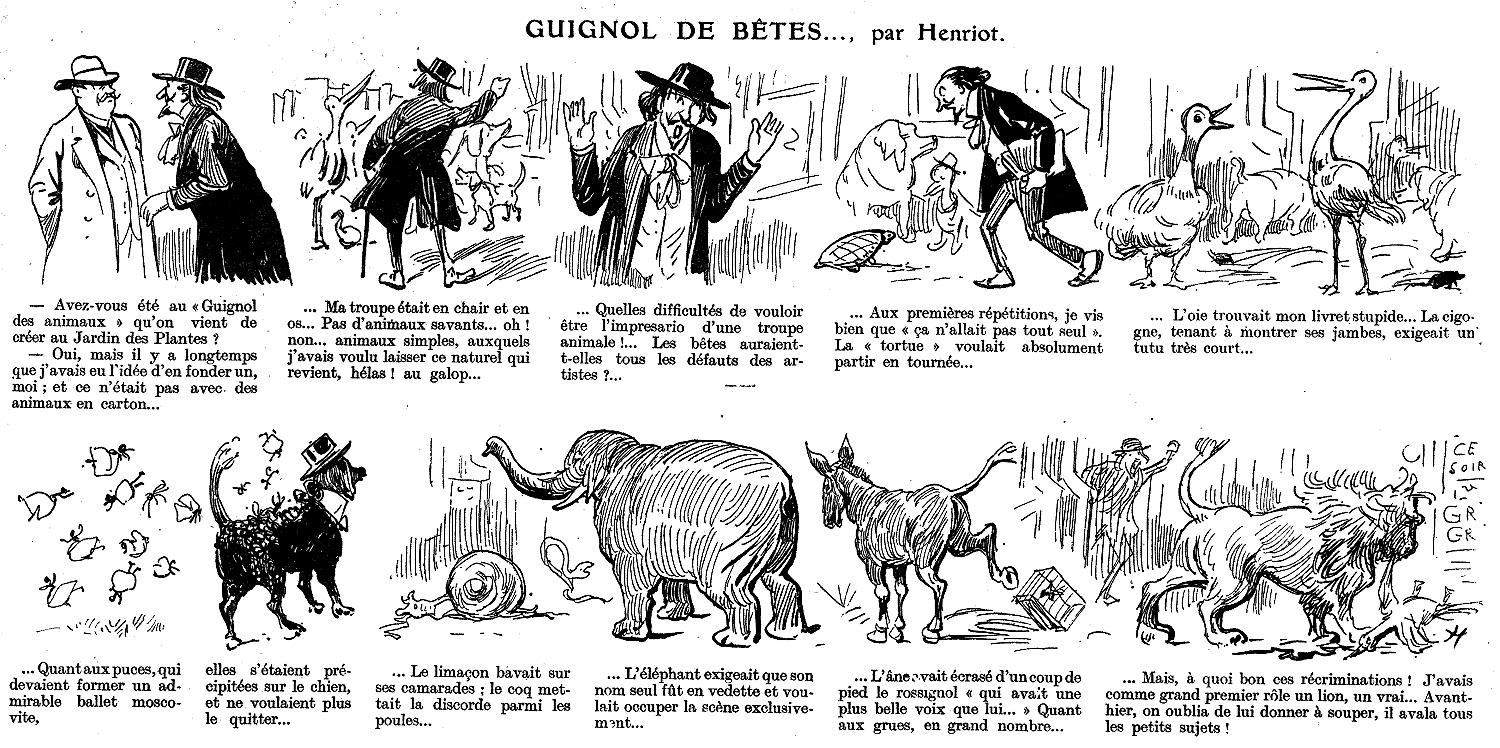 GUIGNOL DE BÊTES..., par Henriot.
— Avez-vous été au « Guignol
des animaux » qu'on vient de
créer au Jardin des Plantes ?
— Oui, mais il y a longtemps
que j'avais eu l'idée d'en fonder un,
moi ; et ce n'était pas avec des
animaux en carton...
... Ma troupe était en chair et en
os... Pas d'animaux savants... oh !
non... animaux simples, auxquels
j'avais voulu laisser ce naturel qui
revient, hélas ! au galop...
... Quelles difficultés de vouloir
être l'impresario d'une troupe
animale !... Les bêtes auraient-
t-elles tous les défauts des ar-
tistes ?...
... Aux premières répétitions, je vis
bien que « ça n'allait pas tout seul ».
La « tortue » voulait absolument
partir en tournée...
... L'oie trouvait mon livret stupide... La cigo-
gne, tenant à montrer ses jambes, exigeait un
tutu très court...
CE
SOIR
GR
GR
H
... Quant aux puces, qui
devaient former un ad-
mirable ballet mosco-
vite,
elles s'étaient pré-
cipitées sur le chien,
et ne voulaient plus
le quitter...
... Le limaçon bavait sur
ses camarades ; le coq met-
tait la discorde parmi les
poules...
... L'éléphant exigeait que son
nom seul fût en vedette et vou-
lait occuper la scène exclusive-
ment...
... L'âne avait écrasé d'un coup de
pied le rossignol « qui avait une
plus belle voix que lui... » Quant
aux grues, en grand nombre...
... Mais, à quoi bon ces récriminations ! J'avais
comme grand premier rôle un lion, un vrai... Avant-
hier, on oublia de lui donner à souper, il avala tous
les petits sujets !